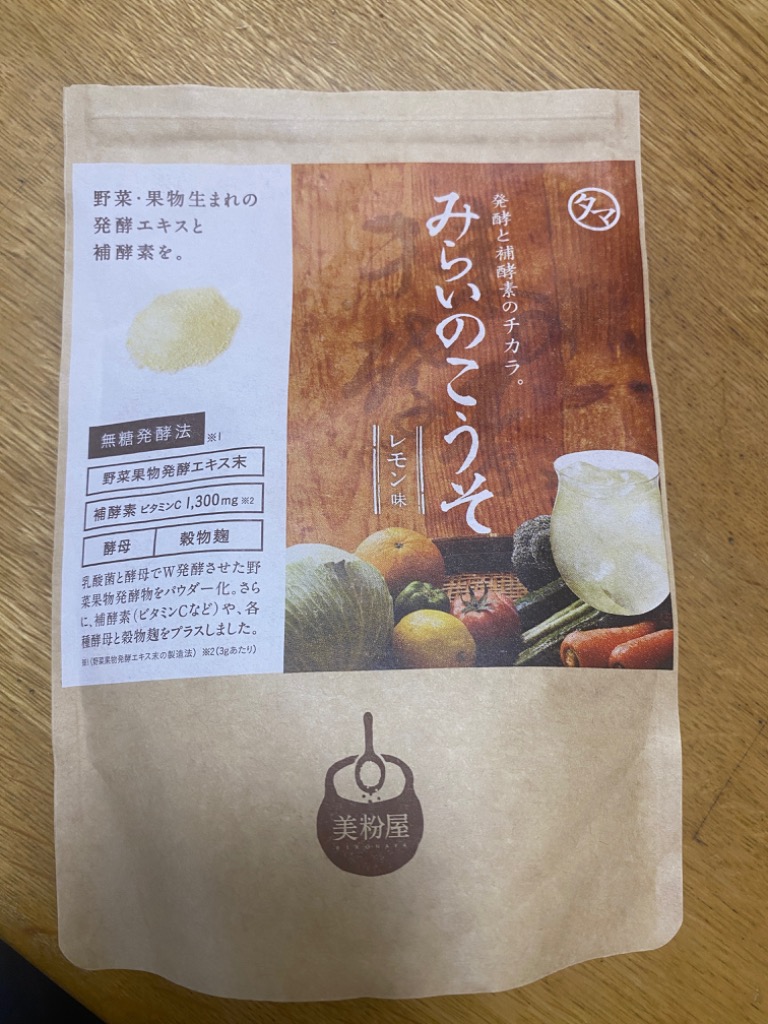 野菜・果物生まれの
発酵エキスと
補酵素を。
無糖発酵法 ※1
野菜果物発酵エキス末
補酵素 ビタミンC 1,300mg ※2
酵母 穀物麹
乳酸菌と酵母でW発酵させた野
菜果物発酵物をパウダー化。さら
に、補酵素(ビタミンCなど)や、各
種酵母と穀物麹をプラスしました。
※1(野菜果物発酵エキス末の製造法) ※2(3gあたり)
タマ
発酵と補酵素のチカラ。
みらいのこうそ
レモン味
美粉屋